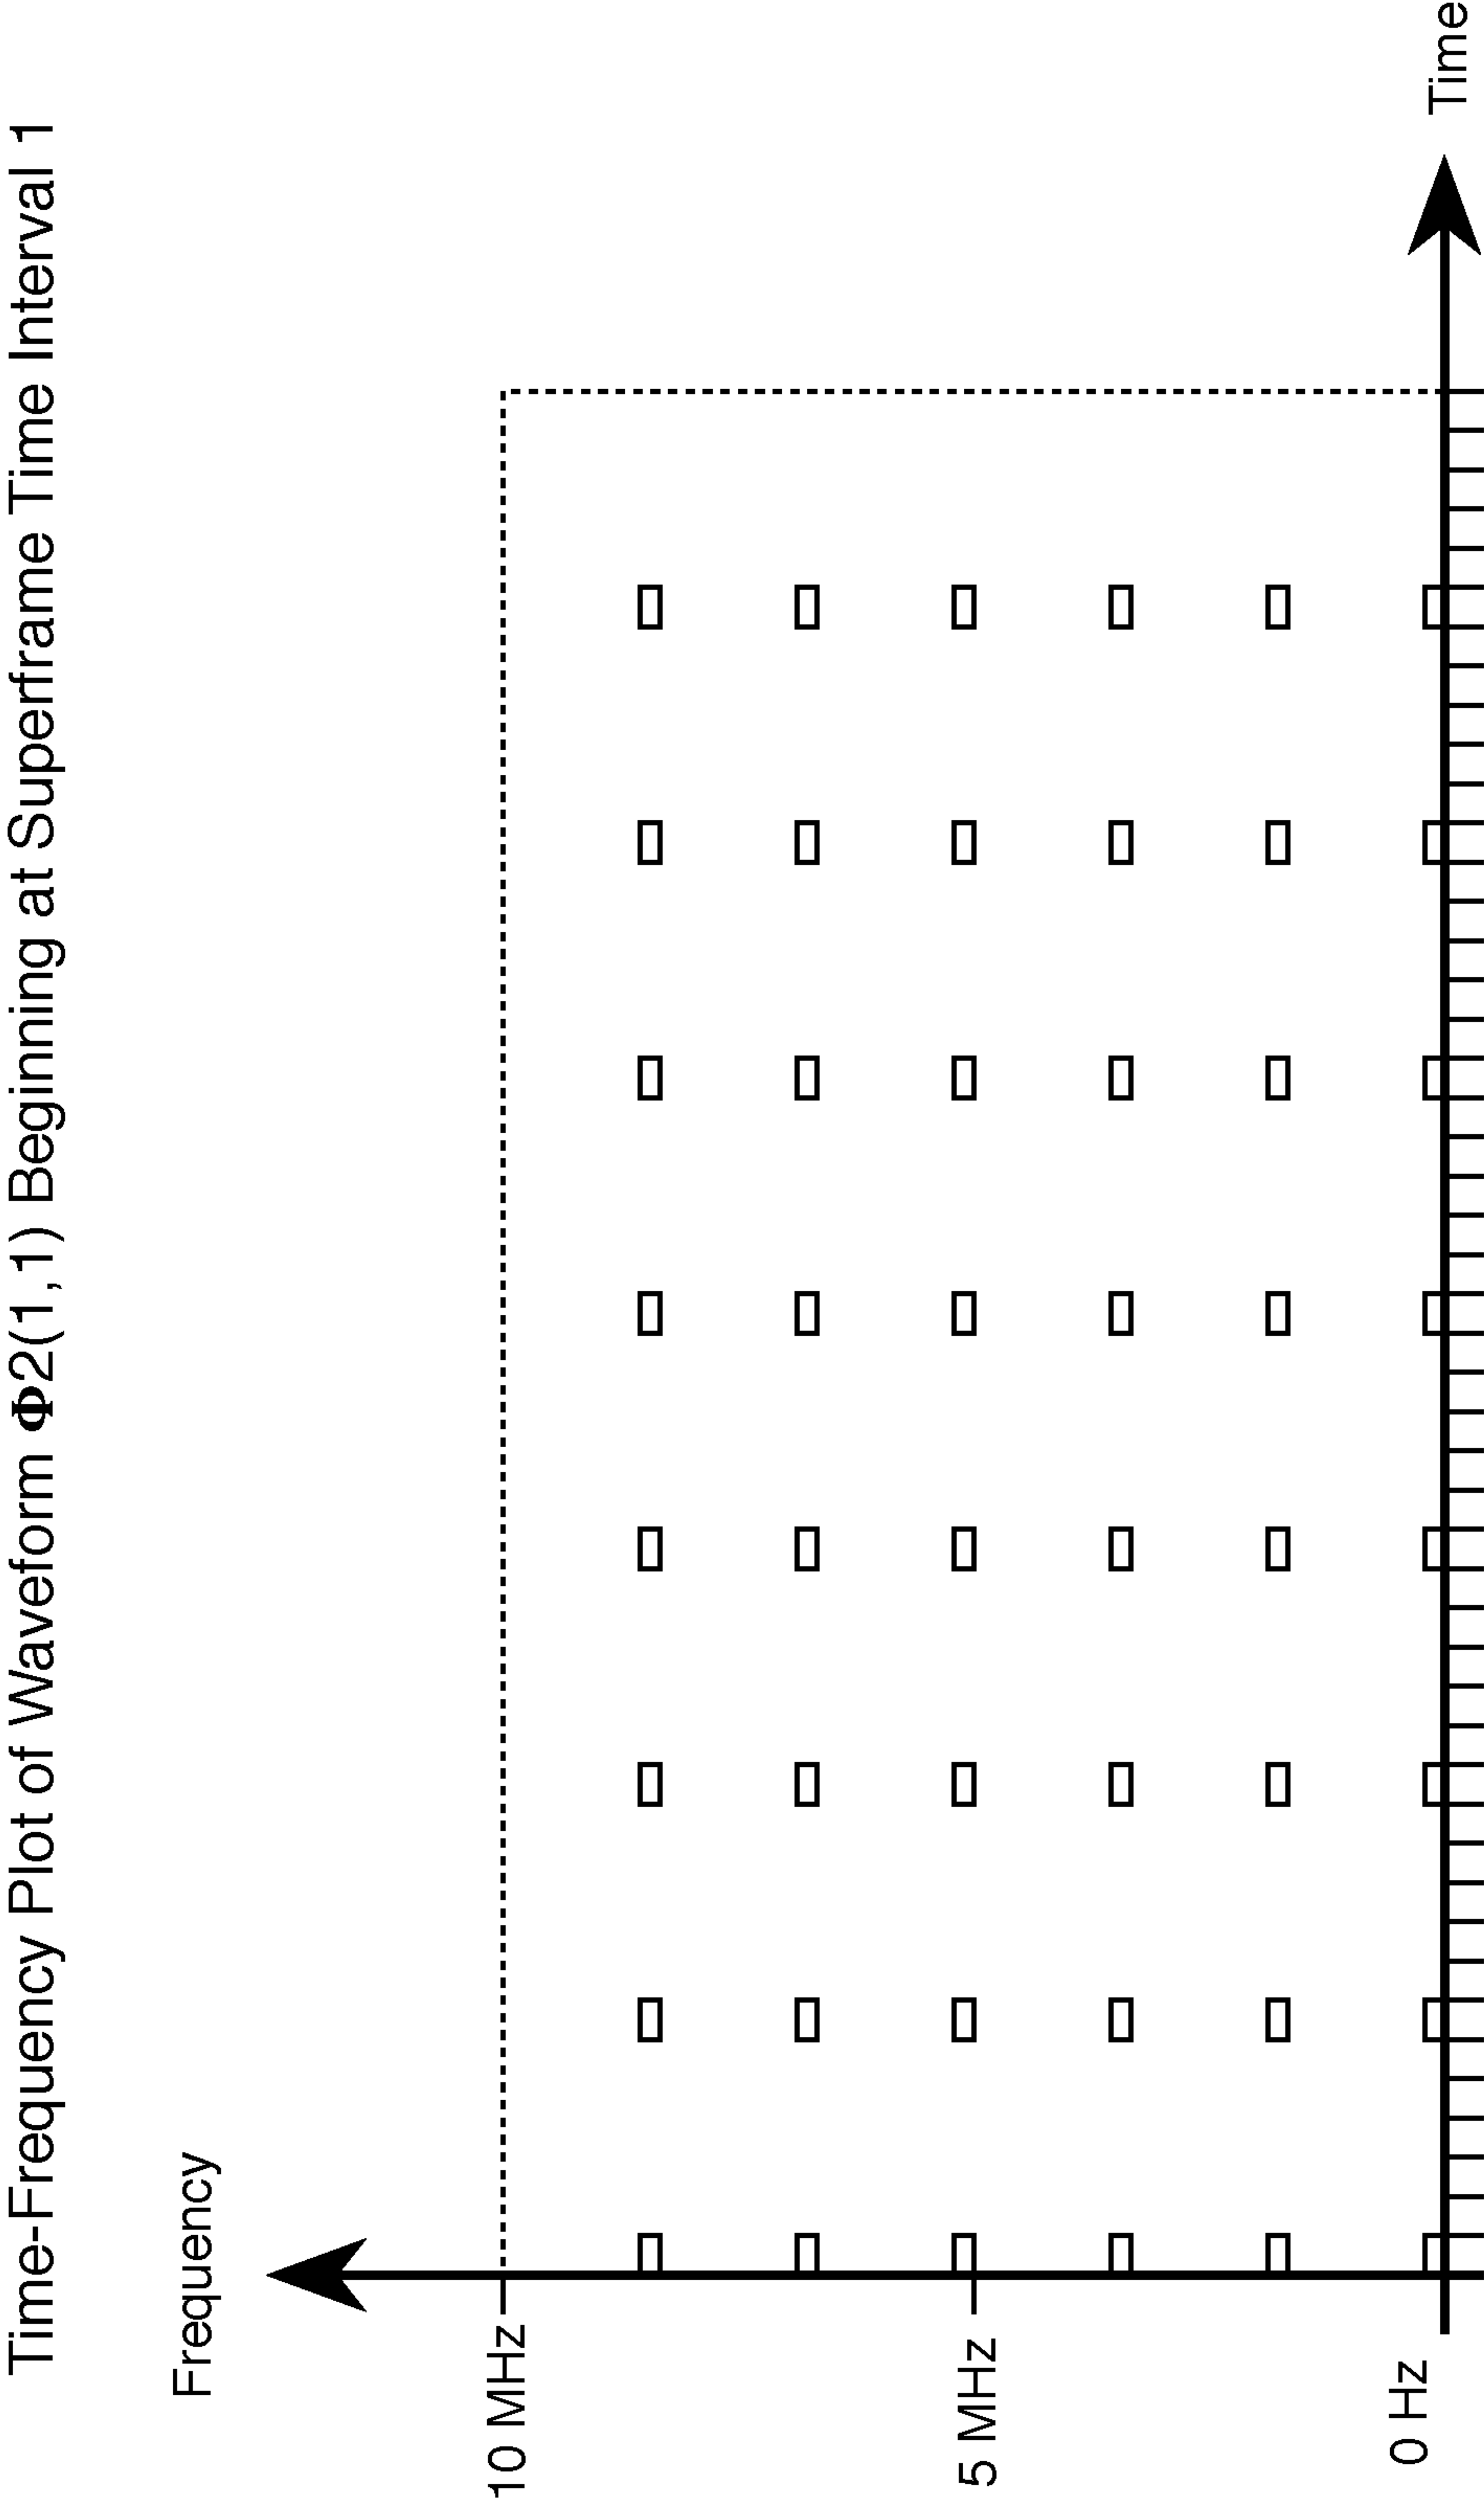 Time-Frequency Plot of Waveform Φ2(1,1) Beginning at Superframe Time Interval 1
Frequency
10 MHz
5 MHz
0 Hz
Time